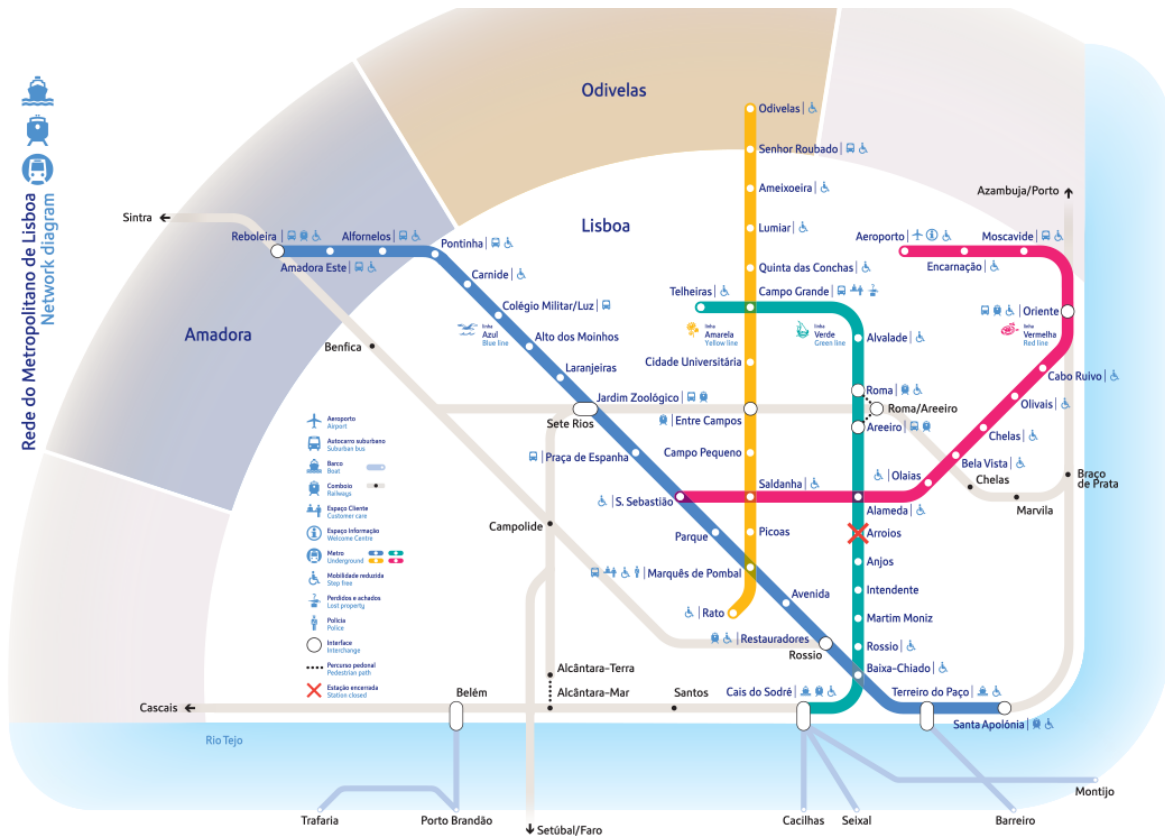 Rede do Metropolitano de Lisboa
Network diagram
Odivelas
Amadora
Lisboa
Odivelas
Senhor Roubado
Ameixoeira
Lumiar
Quinta das Conchas
Campo Grande
Cidade Universitária
Entre Campos
Campo Pequeno
Saldanha
Picoas
Marquês de Pombal
Rato
Azambuja/Porto
Sintra
Reboleira
Amadora Este
Alfornelos
Pontinha
Carnide
Colégio Militar/Luz
Alto dos Moinhos
Laranjeiras
Jardim Zoológico
Sete Rios
Praça de Espanha
S. Sebastião
Parque
Avenida
Restauradores
Rossio
Baixa-Chiado
Terreiro do Paço
Santa Apolónia
Telheiras
Alvalade
Roma
Roma/Areeiro
Areeiro
Alameda
Arroios
Anjos
Intendente
Martim Moniz
Rossio
Cais do Sodré
Aeroporto
Encarnação
Moscavide
Oriente
Cabo Ruivo
Olivais
Chelas
Bela Vista
Olaias
Chelas
Marvila
Braço
de Prata
linha
Azul
Blue line
linha
Amarela
Yellow line
linha
Verde
Green line
linha
Vermelha
Red line
Benfica
Campolide
Alcântara-Terra
Alcântara-Mar
Santos
Belém
Cascais
Rio Tejo
Trafaria
Porto Brandão
Setúbal/Faro
Cacilhas
Seixal
Barreiro
Montijo
Aeroporto
Airport
Autocarro suburbano
Suburban bus
Barco
Boat
Comboio
Railways
Espaço Cliente
Customer care
Espaço Informação
Welcome Centre
Metro
Underground
Mobilidade reduzida
Step free
Perdidos e achados
Lost property
Polícia
Police
Interface
Interchange
Percurso pedonal
Pedestrian path
Estação encerrada
Station closed